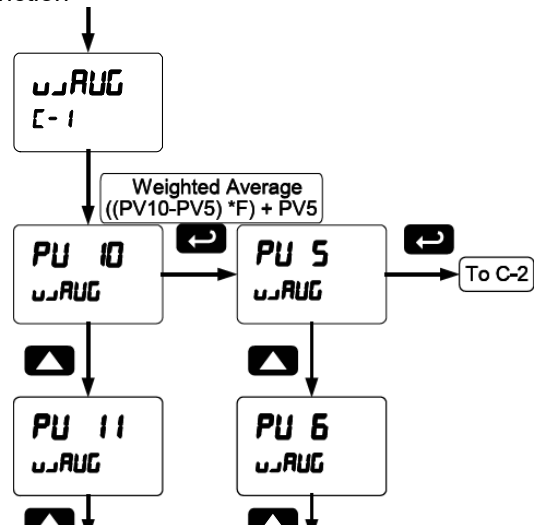 wAVG
C-1
Weighted Average
((PV10-PV5) *F) + PV5
PV 10
wAVG
PV 5
wAVG
To C-2
PV 11
wAVG
PV 6
wAVG